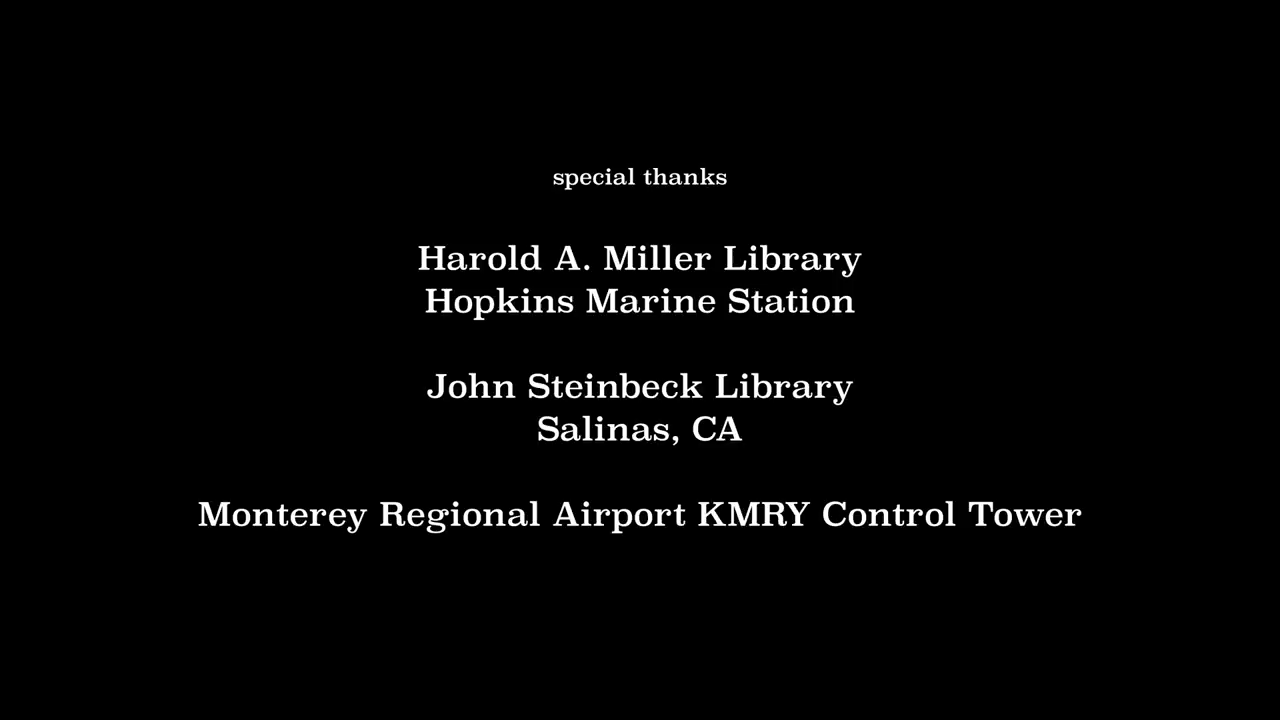 special thanks
Harold A. Miller Library
Hopkins Marine Station
John Steinbeck Library
Salinas, CA
Monterey Regional Airport KMRY Control Tower